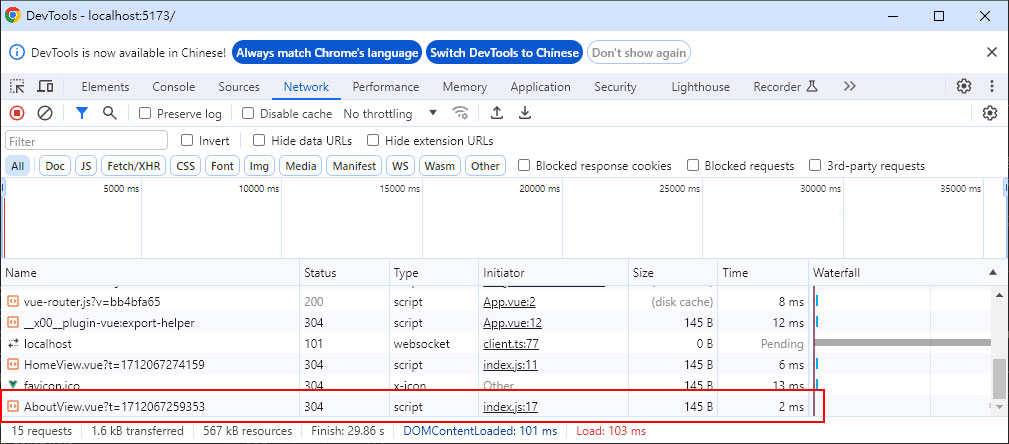 DevTools - localhost:5173/
DevTools is now available in Chinese! Always match Chrome's language Switch DevTools to Chinese Don't show again
Elements Console Sources Network Performance Memory Application Security Lighthouse Recorder
Preserve log Disable cache No throttling
Filter Invert Hide data URLs Hide extension URLs
All Doc JS Fetch/XHR CSS Font Img Media Manifest WS Wasm Other Blocked response cookies Blocked requests 3rd-party requests
5000 ms 10000 ms 15000 ms 20000 ms 25000 ms 30000 ms 35000 ms
Name Status Type Initiator Size Time Waterfall
vue-router.js?v=bb4bfa65 200 script App.vue:2 (disk cache) 8 ms
__x00__plugin-vue:export-helper 304 script App.vue:12 145 B 12 ms
localhost 101 websocket client.ts:77 0 B Pending
HomeView.vue?t=1712067274159 304 script index.js:11 145 B 6 ms
favicon.ico 304 x-icon Other 145 B 13 ms
AboutView.vue?t=1712067259353 304 script index.js:17 145 B 2 ms
15 requests 1.6 kB transferred 567 kB resources Finish: 29.86 s DOMContentLoaded: 101 ms Load: 103 ms